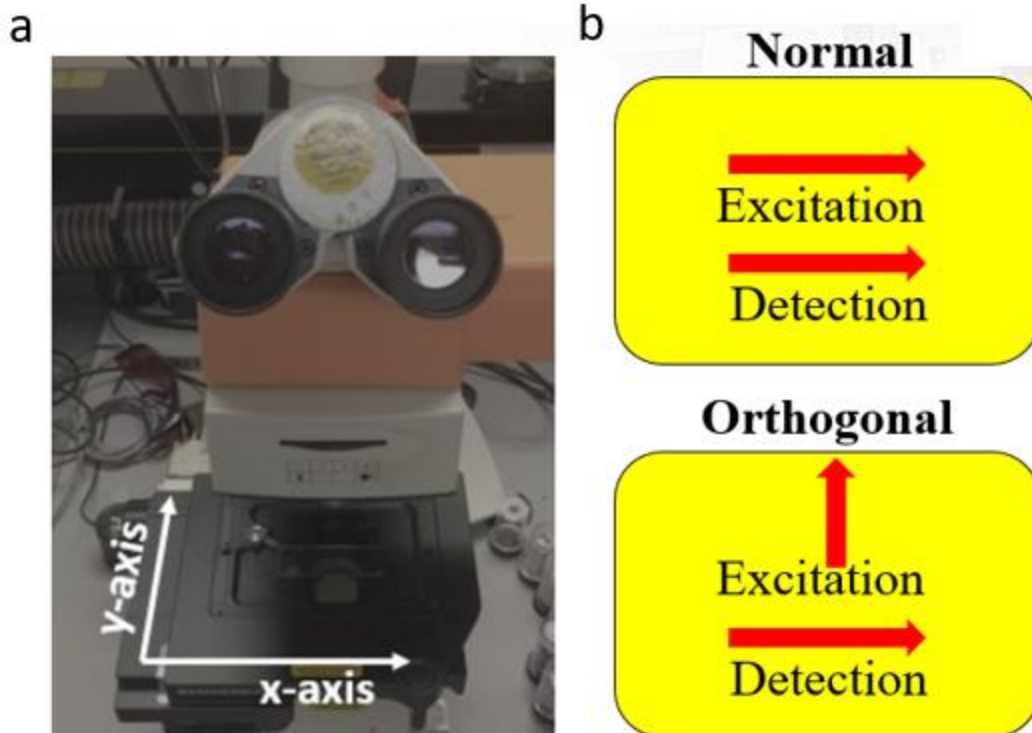 a
b
Normal
Excitation
Detection
Orthogonal
Excitation
Detection
y-axis
x-axis